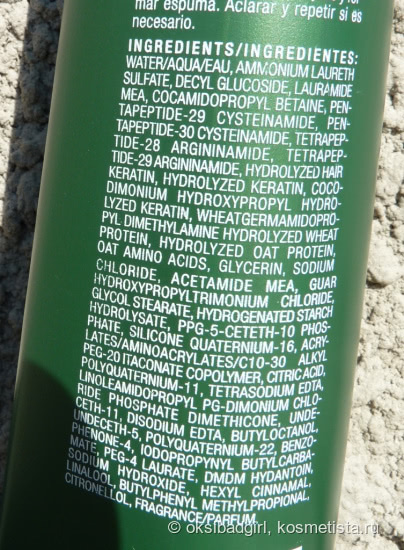 mar espuma. Aclarar y repetir si es
necesario.
INGREDIENTS/INGREDIENTES:
WATER/AQUA/EAU, AMMONIUM LAURETH
SULFATE, DECYL GLUCOSIDE, LAURAMIDE
MEA, COCAMIDOPROPYL BETAINE, PEN-
TAPEPTIDE-29 CYSTEINAMIDE, PEN-
TAPEPTIDE-30 CYSTEINAMIDE, TETRAPEP-
TIDE-28 ARGININAMIDE, TETRAPEP-
TIDE-29 ARGININAMIDE, HYDROLYZED HAIR
KERATIN, HYDROLYZED KERATIN, COCO-
DIMONIUM HYDROXYPROPYL HYDRO-
LYZED KERATIN, WHEATGERMAMIDOPRO-
PYL DIMETHYLAMINE HYDROLYZED WHEAT
PROTEIN, HYDROLYZED OAT PROTEIN,
OAT AMINO ACIDS, GLYCERIN, SODIUM
CHLORIDE, ACETAMIDE MEA, GUAR
HYDROXYPROPYLTRIMONIUM CHLORIDE,
GLYCOL STEARATE, HYDROGENATED STARCH
HYDROLYSATE, PPG-5-CETETH-10 PHOS-
PHATE, SILICONE QUATERNIUM-16, ACRY-
LATES/AMINOACRYLATES/C10-30 ALKYL
PEG-20 ITACONATE COPOLYMER, CITRIC ACID,
POLYQUATERNIUM-11, TETRASODIUM EDTA,
LINOLEAMIDOPROPYL PG-DIMONIUM CHLO-
RIDE PHOSPHATE DIMETHICONE, UNDE-
CETH-11, DISODIUM EDTA, BUTYLOCTANOL,
UNDECETH-5, POLYQUATERNIUM-22, BENZO-
PHENONE-4, IODOPROPYNYL BUTYLCARBA-
MATE, PEG-4 LAURATE, DMDM HYDANTOIN,
SODIUM HYDROXIDE, HEXYL CINNAMAL,
LINALOOL, BUTYLPHENYL METHYLPROPIONAL,
CITRONELLOL, FRAGRANCE/PARFUM.
© oksibadgirl, kosmetista.ru